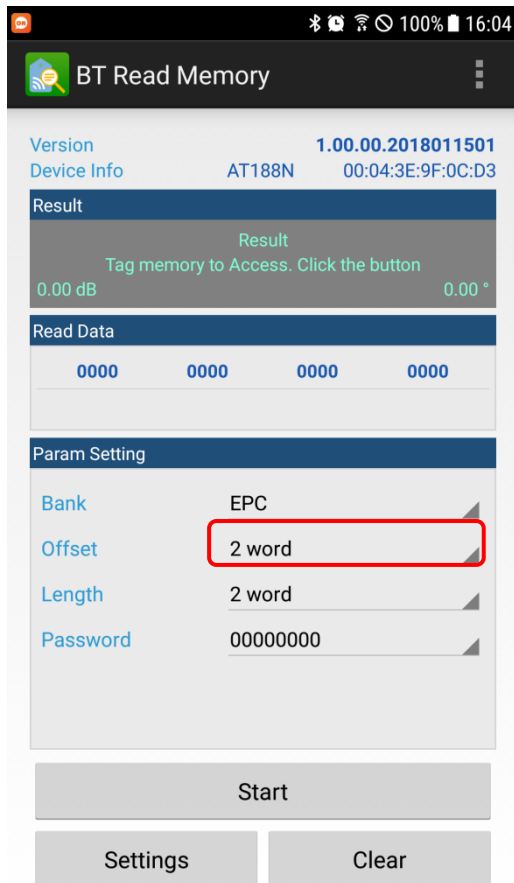 on 100% 16:04
BT Read Memory
Version 1.00.00.2018011501
Device Info AT188N 00:04:3E:9F:0C:D3
Result
Result
Tag memory to Access. Click the button
0.00 dB 0.00 °
Read Data
0000 0000 0000 0000
Param Setting
Bank EPC
Offset 2 word
Length 2 word
Password 00000000
Start
Settings Clear